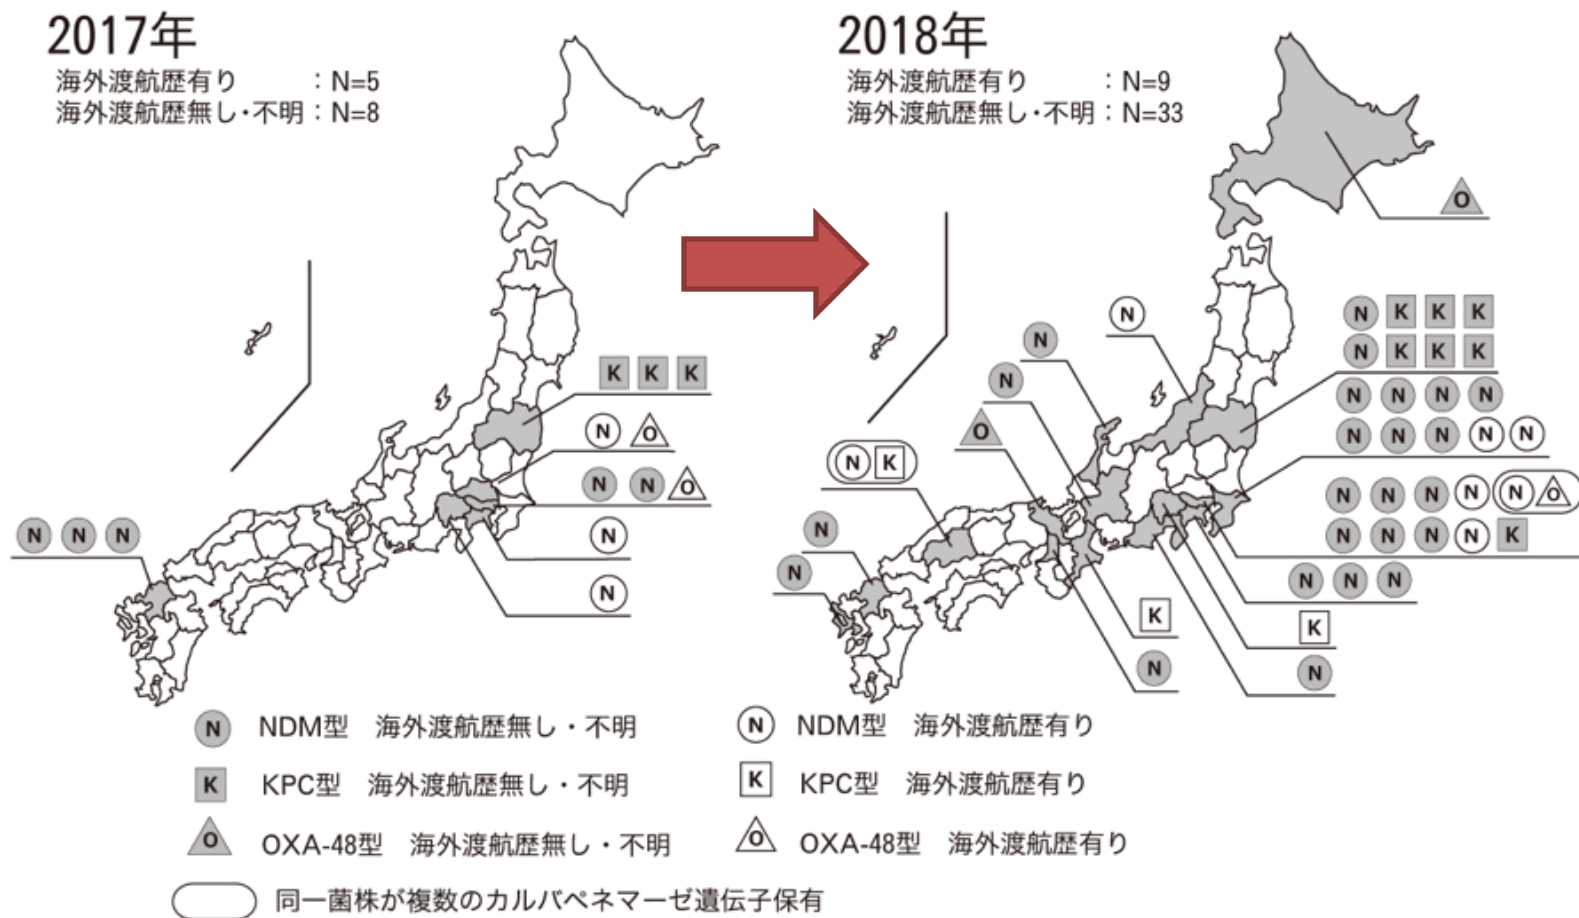 2017年
海外渡航歴有り ：N=5
海外渡航歴無し･不明：N=8
2018年
海外渡航歴有り ：N=9
海外渡航歴無し･不明：N=33
K K K
N O
N N O
N
N
N N N
O
N
N
N
O
N K
N
N
N K K K
N K K K
N N N N
N N N N N
N N N N N O
N N N N K
N N N
K
N
K
N
N NDM型 海外渡航歴無し・不明
N NDM型 海外渡航歴有り
K KPC型 海外渡航歴無し・不明
K KPC型 海外渡航歴有り
O OXA-48型 海外渡航歴無し・不明
O OXA-48型 海外渡航歴有り
同一菌株が複数のカルバペネマーゼ遺伝子保有